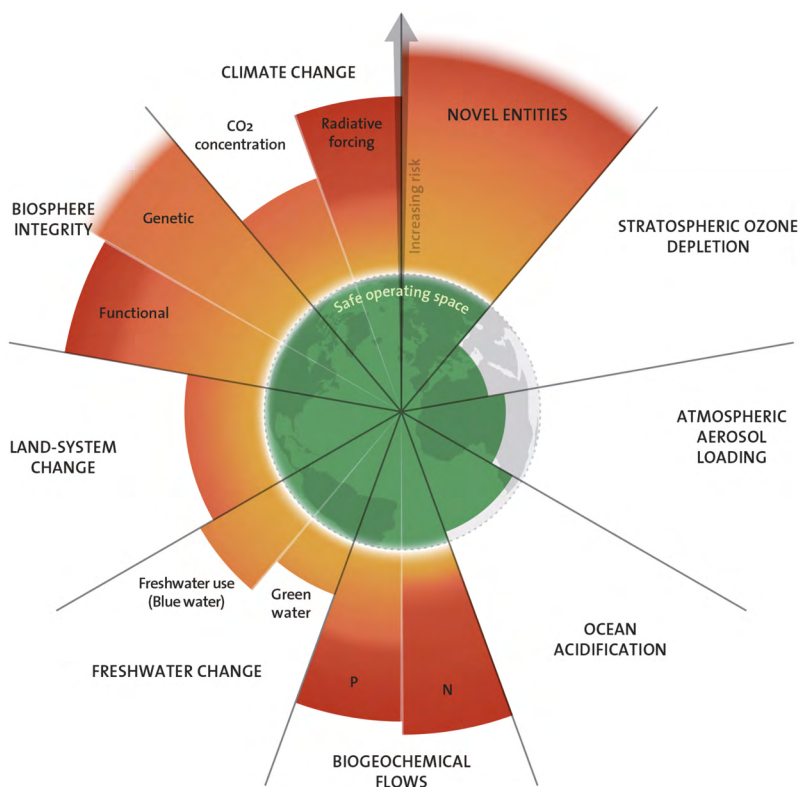 CLIMATE CHANGE
CO2
concentration
Radiative
forcing
NOVEL ENTITIES
Increasing risk
BIOSPHERE
INTEGRITY
Genetic
Functional
STRATOSPHERIC OZONE
DEPLETION
Safe operating space
LAND-SYSTEM
CHANGE
ATMOSPHERIC
AEROSOL
LOADING
Freshwater use
(Blue water)
Green
water
FRESHWATER CHANGE
OCEAN
ACIDIFICATION
P
N
BIOGEOCHEMICAL
FLOWS